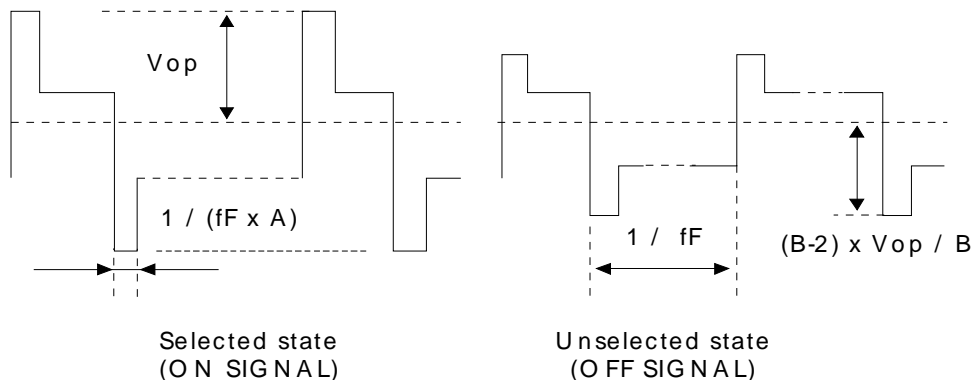 Vop
1 / (fF x A)
1 / fF
(B-2) x Vop / B
Selected state
(ON SIGNAL)
Unselected state
(OFF SIGNAL)